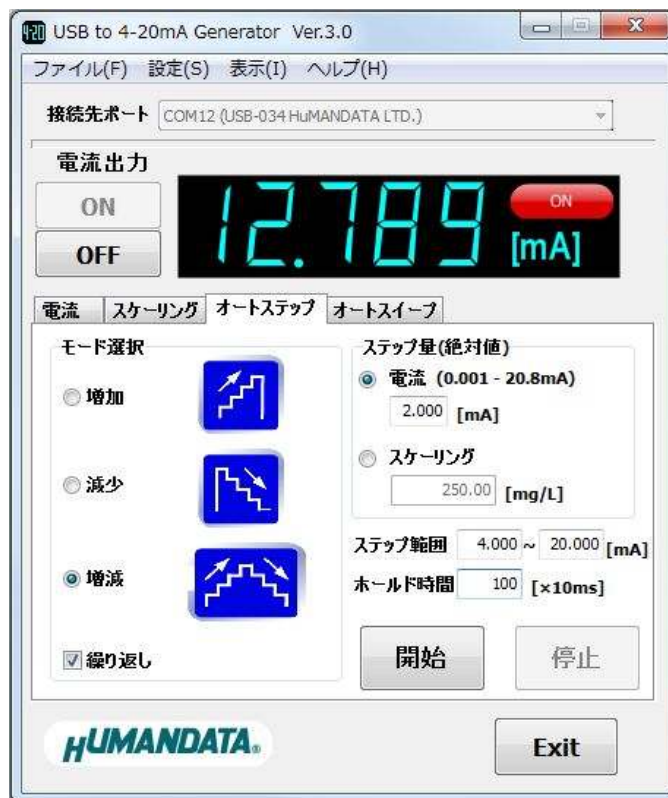 4-20 USB to 4-20mA Generator Ver.3.0
ファイル(F) 設定(S) 表示(I) ヘルプ(H)
接続先ポート COM12 (USB-034 HuMANDATA LTD.)
電流出力
ON
OFF
12.789
ON
[mA]
電流 スケーリング オートステップ オートスイープ
モード選択
増加
減少
増減
繰り返し
ステップ量(絶対値)
電流 (0.001 - 20.8mA)
2.000 [mA]
スケーリング
250.00 [mg/L]
ステップ範囲 4.000 ~ 20.000 [mA]
ホールド時間 100 [×10ms]
開始 停止
HUMANDATA.
Exit